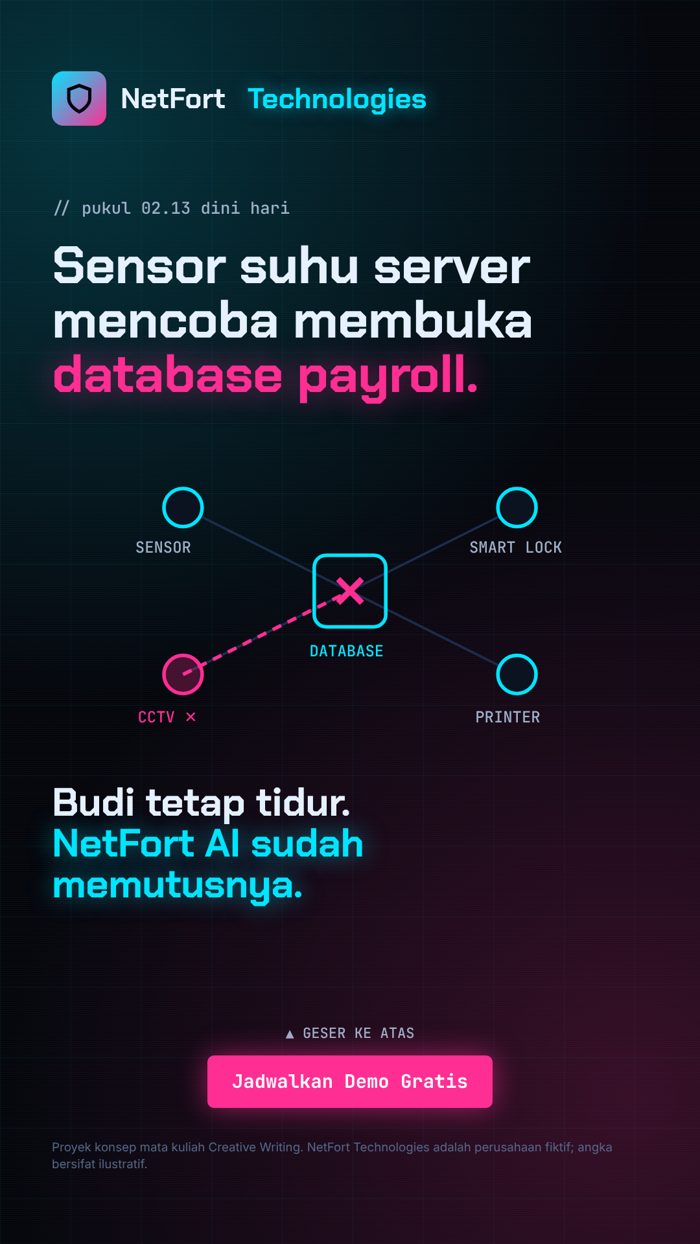 NetFort Technologies
// pukul 02.13 dini hari
Sensor suhu server
mencoba membuka
database payroll.
SENSOR
SMART LOCK
DATABASE
CCTV ×
PRINTER
Budi tetap tidur.
NetFort AI sudah
memutusnya.
▲ GESER KE ATAS
Jadwalkan Demo Gratis
Proyek konsep mata kuliah Creative Writing. NetFort Technologies adalah perusahaan fiktif; angka
bersifat ilustratif.